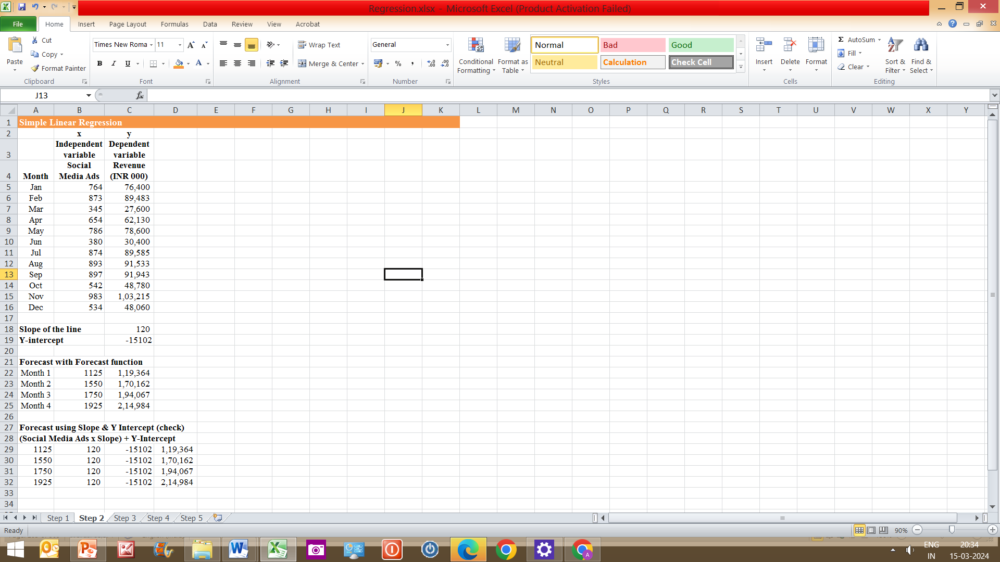 Regression.xlsx - Microsoft Excel (Product Activation Failed)
File Home Insert Page Layout Formulas Data Review View Acrobat
Paste Cut Copy Format Painter Clipboard
Times New Roma 11 B I U A Font
Wrap Text Merge & Center Alignment
General % , Number
Conditional Formatting Format as Table
Normal Bad Good
Neutral Calculation Check Cell
Styles
Insert Delete Format Cells
Σ AutoSum Fill Clear Sort & Filter Find & Select Editing
J13 fx
A B C D E F G H I J K L M N O P Q R S T U V W X Y
1 Simple Linear Regression
2 x y
3 Independent variable Dependent variable
4 Month Social Media Ads Revenue (INR 000)
5 Jan 764 76,400
6 Feb 873 89,483
7 Mar 345 27,600
8 Apr 654 62,130
9 May 786 78,600
10 Jun 380 30,400
11 Jul 874 89,585
12 Aug 893 91,533
13 Sep 897 91,943
14 Oct 542 48,780
15 Nov 983 1,03,215
16 Dec 534 48,060
17
18 Slope of the line 120
19 Y-intercept -15102
20
21 Forecast with Forecast function
22 Month 1 1125 1,19,364
23 Month 2 1550 1,70,162
24 Month 3 1750 1,94,067
25 Month 4 1925 2,14,984
26
27 Forecast using Slope & Y Intercept (check)
28 (Social Media Ads x Slope) + Y-Intercept
29 1125 120 -15102 1,19,364
30 1550 120 -15102 1,70,162
31 1750 120 -15102 1,94,067
32 1925 120 -15102 2,14,984
33
34
Step 1 Step 2 Step 3 Step 4 Step 5
Ready 90%
ENG 20:34
IN 15-03-2024